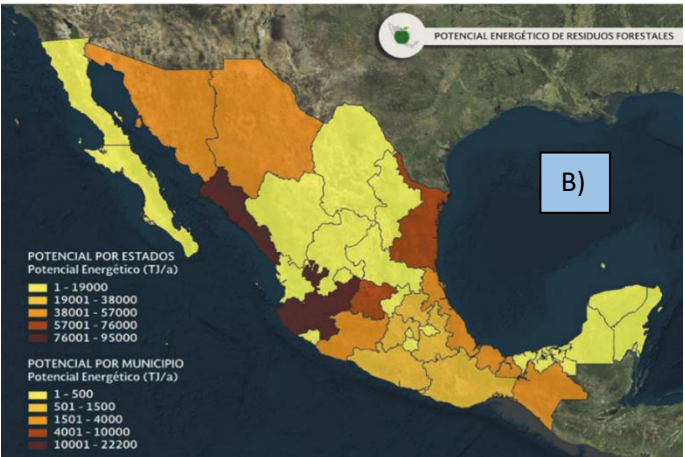 POTENCIAL ENERGÉTICO DE RESIDUOS FORESTALES
B)
POTENCIAL POR ESTADOS
Potencial Energético (TJ/a)
1 - 19000
19001 - 38000
38001 - 57000
57001 - 76000
76001 - 95000
POTENCIAL POR MUNICIPIO
Potencial Energético (TJ/a)
1 - 500
501 - 1500
1501 - 4000
4001 - 10000
10001 - 22200